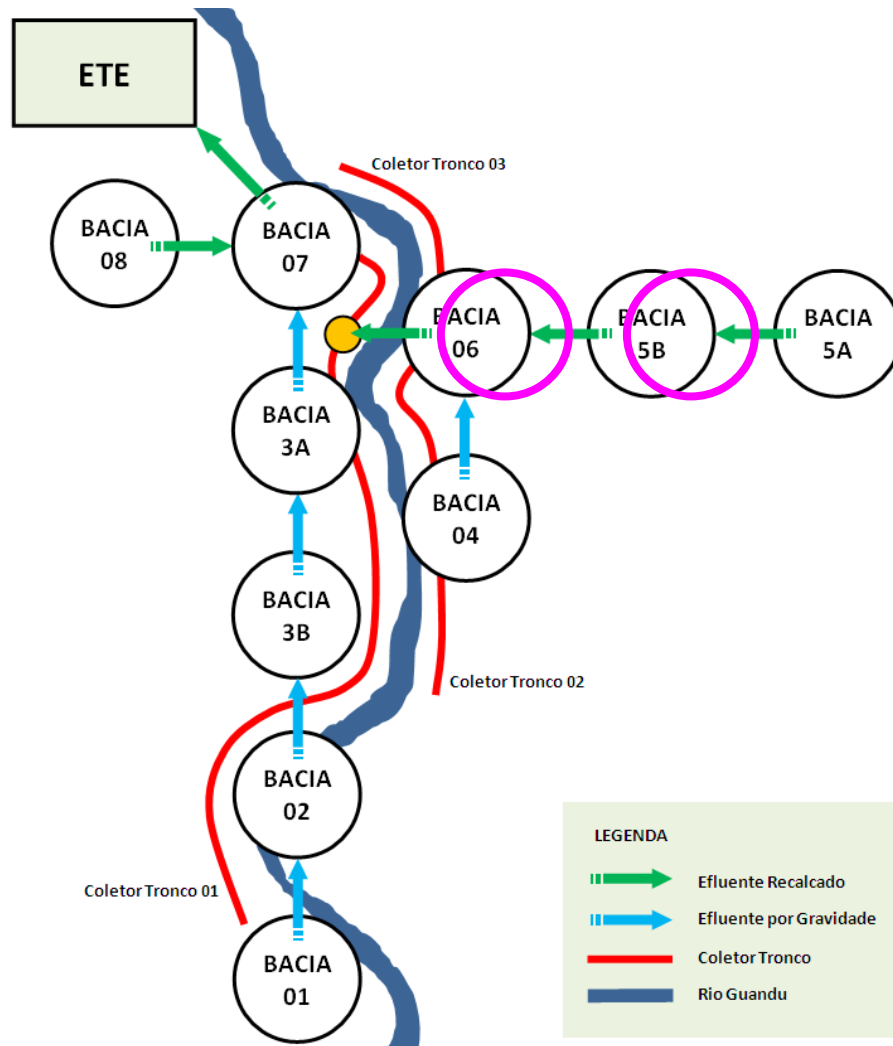 ETE
Coletor Tronco 03
BACIA
08
BACIA
07
BACIA
06
BACIA
5B
BACIA
5A
BACIA
3A
BACIA
04
BACIA
3B
Coletor Tronco 02
BACIA
02
Coletor Tronco 01
BACIA
01
LEGENDA
Efluente Recalcado
Efluente por Gravidade
Coletor Tronco
Rio Guandu